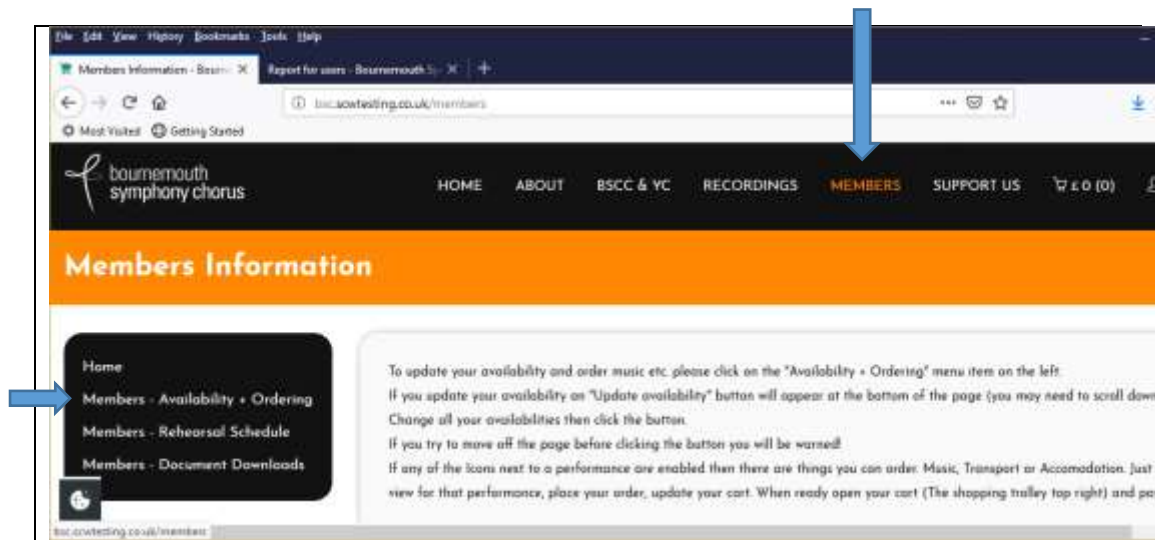 File Edit View History Bookmarks Tools Help
Members Information - Bourn
Report for users - Bournemouth Sy
bsc.scwtesting.co.uk/members
Most Visited Getting Started
bournemouth
symphony chorus
HOME ABOUT BSCC & YC RECORDINGS MEMBERS SUPPORT US £ 0 (0)
Members Information
Home
Members - Availability + Ordering
Members - Rehearsal Schedule
Members - Document Downloads
To update your availability and order music etc. please click on the "Availability + Ordering" menu item on the left.
If you update your availability an "Update availability" button will appear at the bottom of the page (you may need to scroll down
Change all your availabilities then click the button.
If you try to move off the page before clicking the button you will be warned!
If any of the Icons next to a performance are enabled then there are things you can order. Music, Transport or Accomodation. Just
view for that performance, place your order, update your cart. When ready open your cart (The shopping trolley top right) and pa
bsc.scwtesting.co.uk/members